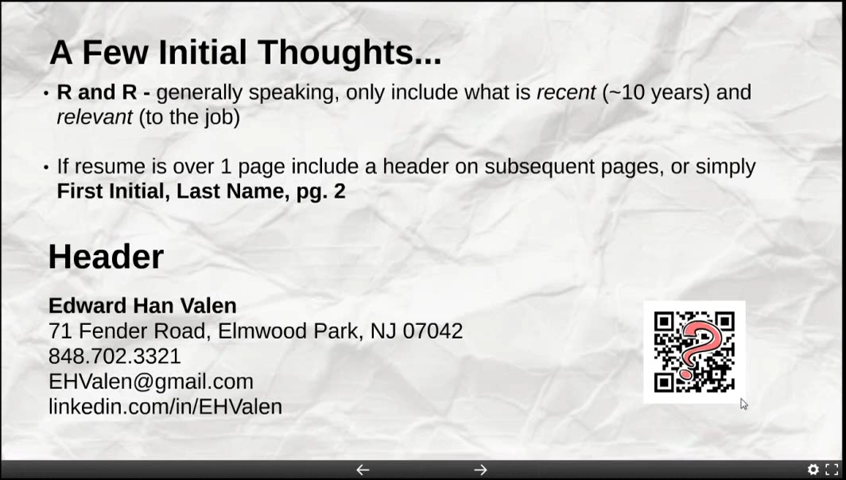 A Few Initial Thoughts...
• R and R - generally speaking, only include what is recent (~10 years) and
relevant (to the job)
• If resume is over 1 page include a header on subsequent pages, or simply
First Initial, Last Name, pg. 2
Header
Edward Han Valen
71 Fender Road, Elmwood Park, NJ 07042
848.702.3321
EHValen@gmail.com
linkedin.com/in/EHValen
?